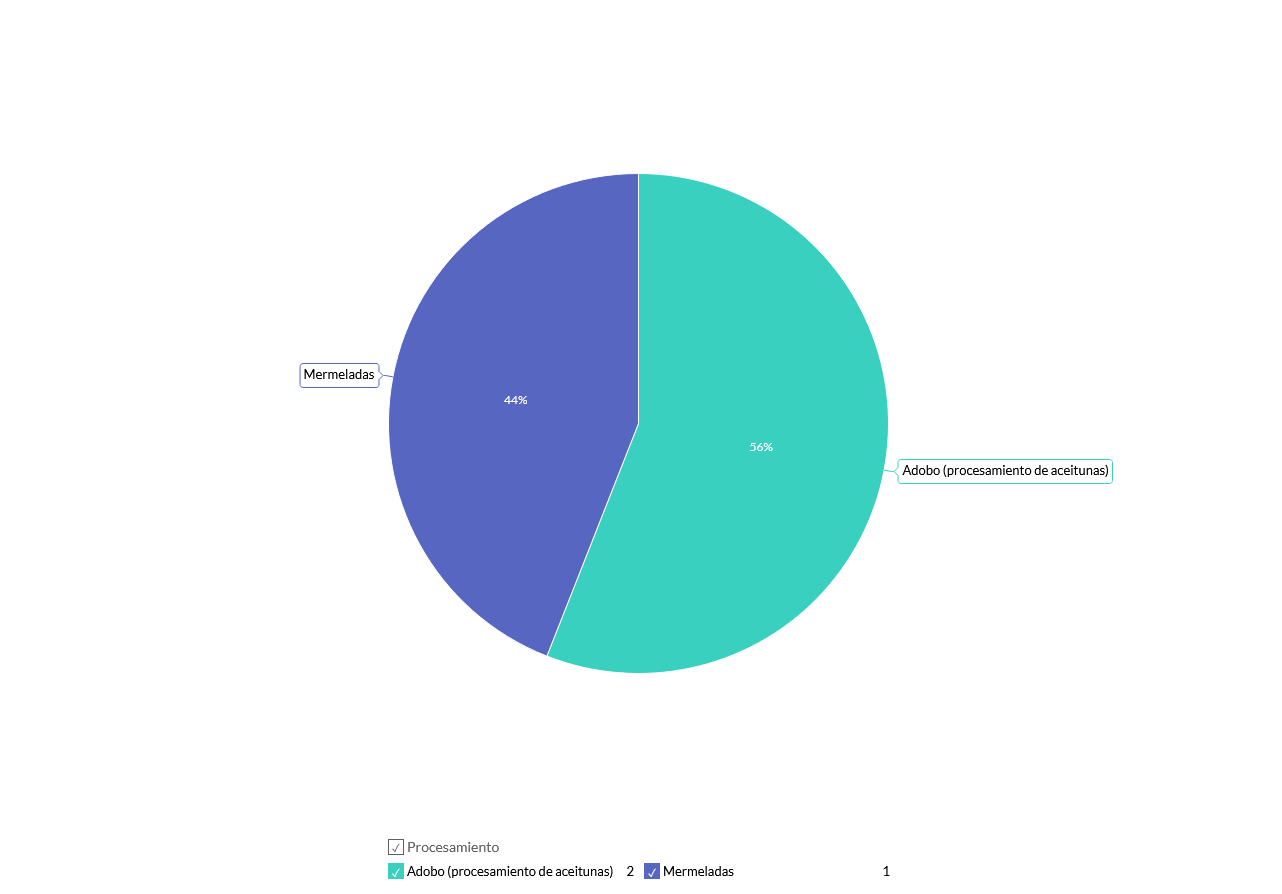 Mermeladas
44%
56%
Adobo (procesamiento de aceitunas)
Procesamiento
Adobo (procesamiento de aceitunas) 2 Mermeladas 1